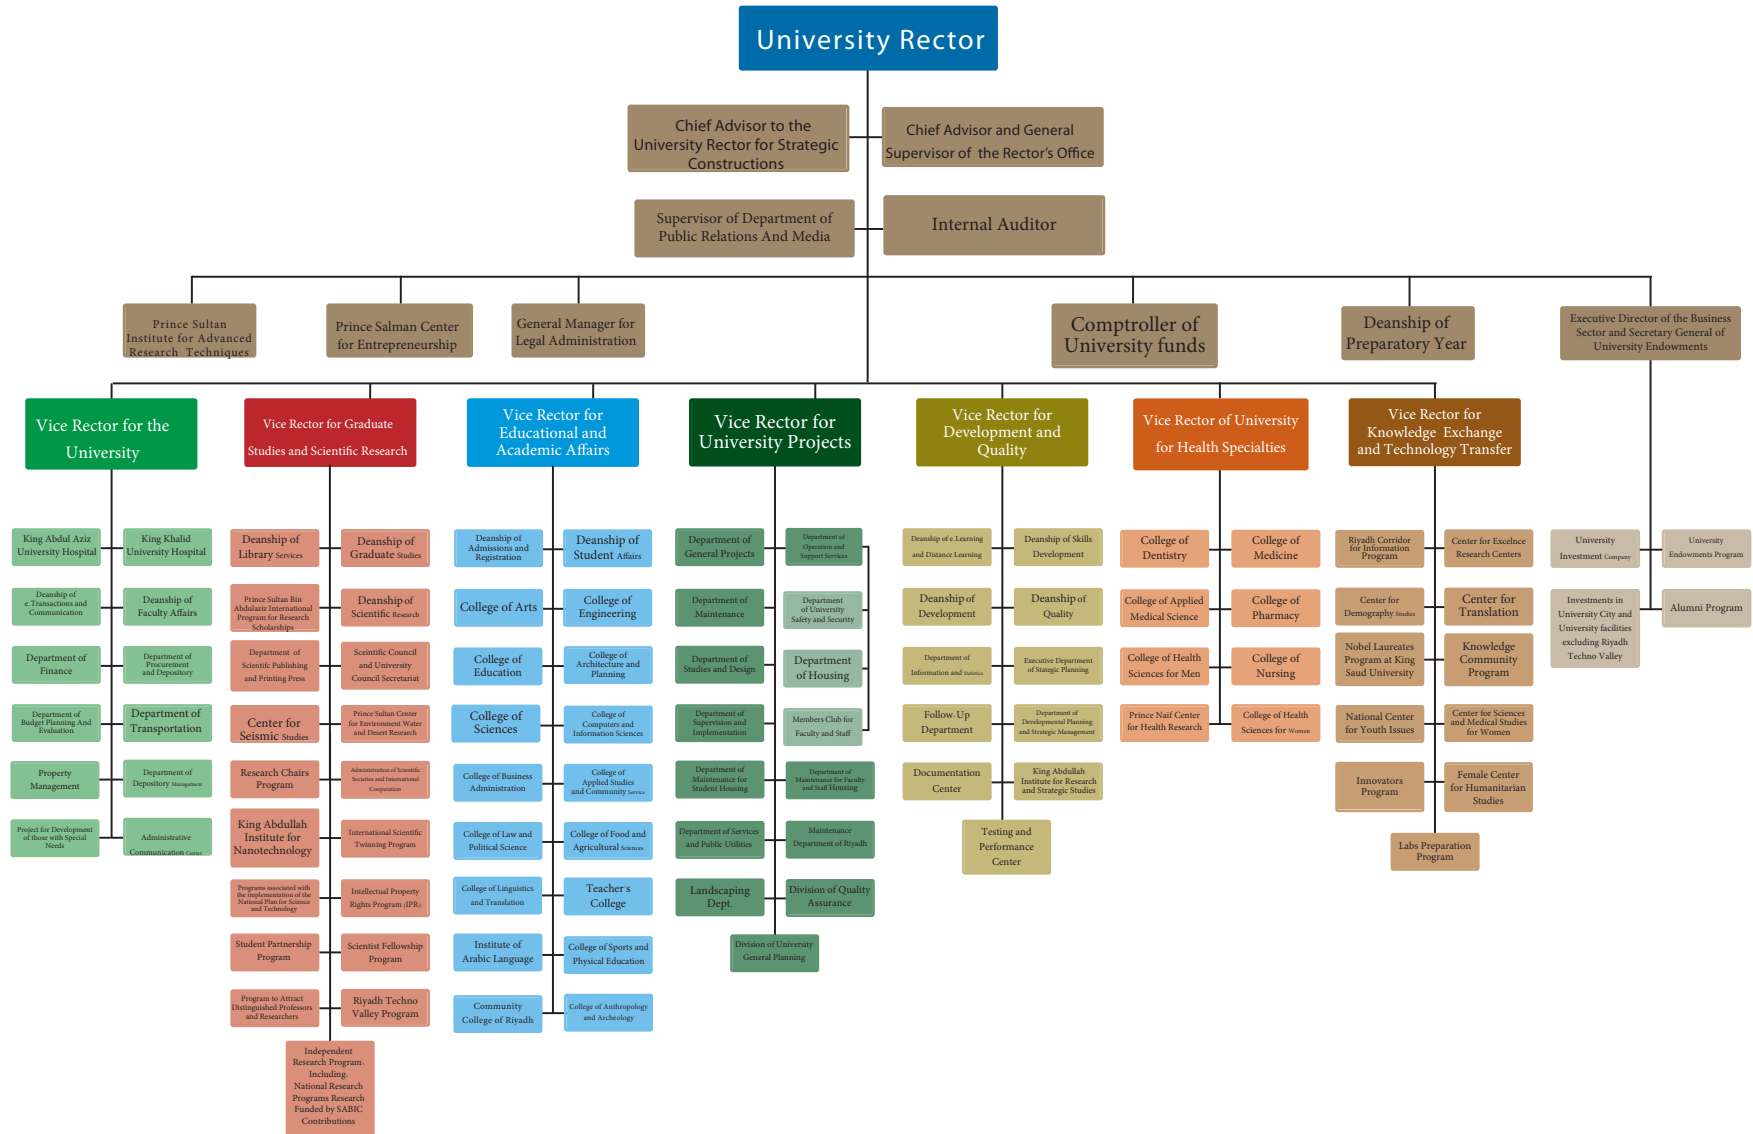 University Rector
Chief Advisor to the
University Rector for Strategic
Constructions
Chief Advisor and General
Supervisor of the Rector's Office
Supervisor of Department of
Public Relations And Media
Internal Auditor
Prince Sultan
Institute for Advanced
Research Techniques
Prince Salman Center
for Entrepreneurship
General Manager for
Legal Administration
Comptroller of
University funds
Deanship of
Preparatory Year
Executive Director of the Business
Sector and Secretary General of
University Endowments
Vice Rector for the
University
Vice Rector for Graduate
Studies and Scientific Research
Vice Rector for
Educational and
Academic Affairs
Vice Rector for
University Projects
Vice Rector for
Development and
Quality
Vice Rector of University
for Health Specialties
Vice Rector for
Knowledge Exchange
and Technology Transfer
King Abdul Aziz
University Hospital
King Khalid
University Hospital
Deanship of
e.Transactions and
Communication
Deanship of
Faculty Affairs
Department of
Finance
Department of
Procurement
and Depository
Department of
Budget Planning And
Evaluation
Department of
Transportation
Property
Management
Department of
Depository Management
Project for Development
of those with Special
Needs
Administrative
Communication Center
Deanship of
Library Services
Deanship of
Graduate Studies
Prince Sultan Bin
Abdulaziz International
Program for Research
Scholarships
Deanship of
Scientific Research
Department of
Scientifc Publishing
and Printing Press
Sceintific Council
and University
Council Secretariat
Center for
Seismic Studies
Prince Sultan Center
for Environment Water
and Desert Research
Research Chairs
Program
Administration of Scientific
Societies and International
Cooperation
King Abdullah
Institute for
Nanotechnology
International Scientific
Twinning Program
Programs associated with
the implementation of the
National Plan for Science
and Technology
Intellectual Property
Rights Program (IPR)
Student Partnership
Program
Scientist Fellowship
Program
Program to Attract
Distinguished Professors
and Researchers
Riyadh Techno
Valley Program
Independent
Research Program,
Including,
National Research
Programs Research
Funded by SABIC
Contributions
Deanship of
Admissions and
Registration
Deanship of
Student Affairs
College of Arts
College of
Engineering
College of
Education
College of
Architecture and
Planning
College of
Sciences
College of
Computers and
Information Sciences
College of Business
Administration
College of
Applied Studies
and Community Service
College of Law and
Political Science
College of Food and
Agricultural Sciences
College of Linguistics
and Translation
Teacher's
College
Institute of
Arabic Language
College of Sports and
Physical Education
Community
College of Riyadh
College of Anthropology
and Archeology
Department of
General Projects
Department of
Operation and
Support Services
Department of
Maintenance
Department
of University
Safety and Security
Department of
Studies and Design
Department
of Housing
Department of
Supervision and
Implementation
Members Club for
Faculty and Staff
Department of
Maintenance for
Student Housing
Department of
Maintenance for Faculty
and Staff Housing
Department of Services
and Public Utilities
Maintenance
Department of Riyadh
Landscaping
Dept.
Division of Quality
Assurance
Division of University
General Planning
Deanship of e.Learning
and Distance Learning
Deanship of Skills
Development
Deanship of
Development
Deanship of
Quality
Department of
Information and Statistics
Executive Department
of Stategic Planning
Follow-Up
Department
Department of
Developmental Planning
and Strategic Management
Documentation
Center
King Abdullah
Institute for Research
and Strategic Studies
Testing and
Performance
Center
College of
Dentistry
College of
Medicine
College of Applied
Medical Science
College of
Pharmacy
College of Health
Sciences for Men
College of
Nursing
Prince Naif Center
for Health Research
College of Health
Sciences for Women
Riyadh Corridor
for Information
Program
Center for Excelnce
Research Centers
Center for
Demography Studies
Center for
Translation
Nobel Laureates
Program at King
Saud University
Knowledge
Community
Program
National Center
for Youth Issues
Center for Sciences
and Medical Studies
for Women
Innovators
Program
Female Center
for Humanitarian
Studies
Labs Preparation
Program
University
Investment Company
University
Endowments Program
Investments in
University City and
University facilities
excluding Riyadh
Techno Valley
Alumni Program